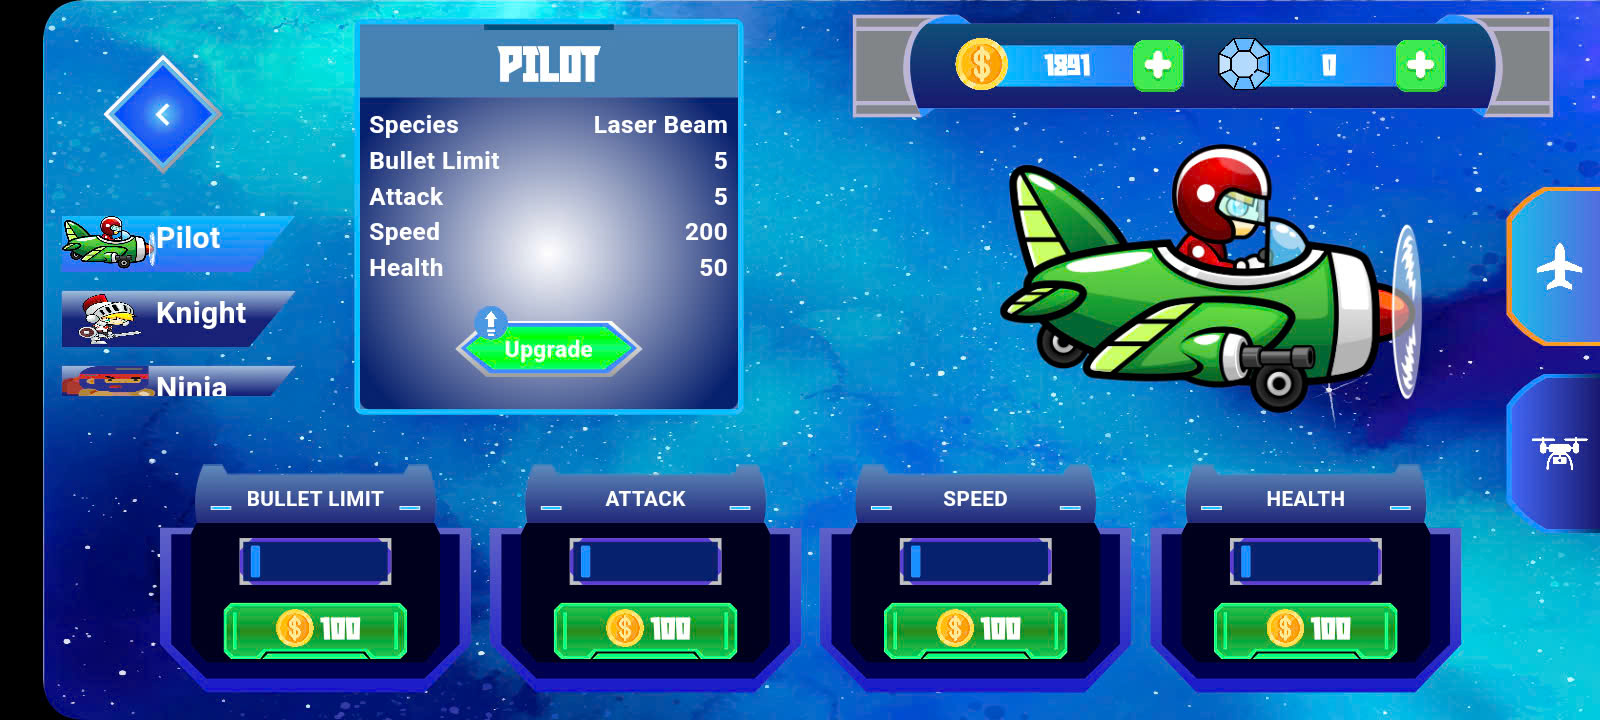 PILOT
Species Laser Beam
Bullet Limit 5
Attack 5
Speed 200
Health 50
Upgrade
1891
0
Pilot
Knight
Ninja
BULLET LIMIT
100
ATTACK
100
SPEED
100
HEALTH
100